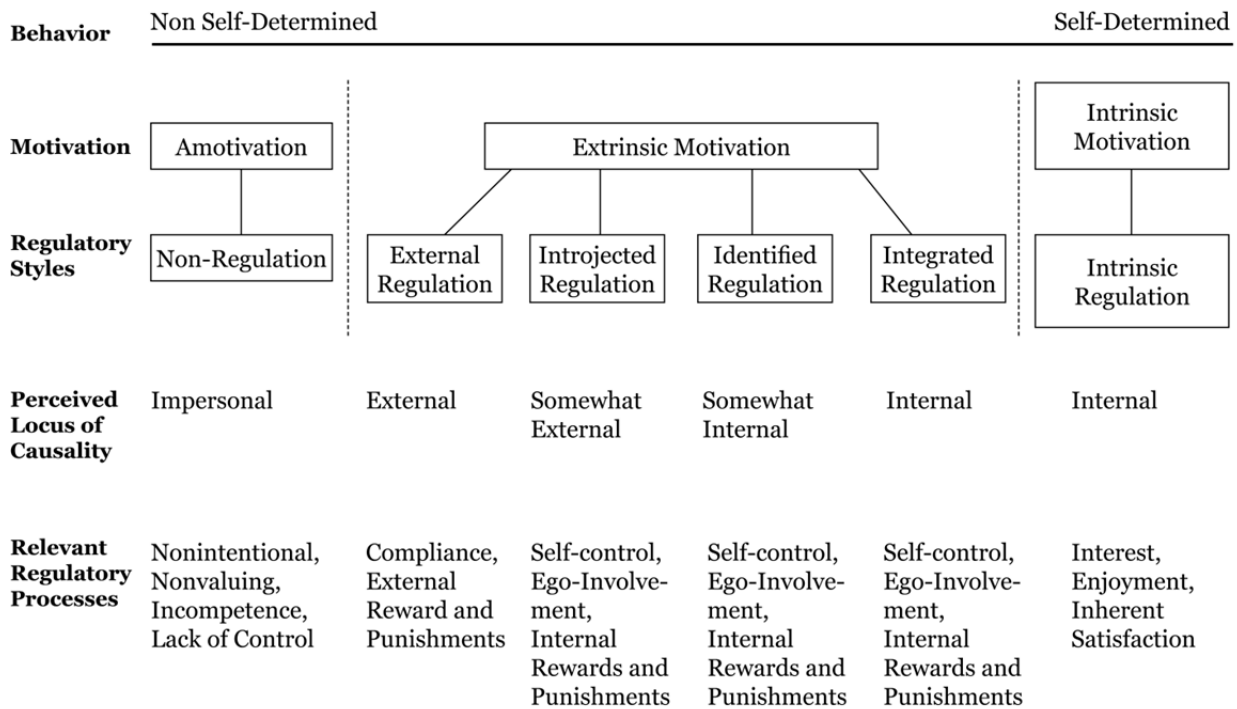 Behavior
Non Self-Determined
Self-Determined
Motivation
Amotivation
Extrinsic Motivation
Intrinsic
Motivation
Regulatory
Styles
Non-Regulation
External
Regulation
Introjected
Regulation
Identified
Regulation
Integrated
Regulation
Intrinsic
Regulation
Perceived
Locus of
Causality
Impersonal
External
Somewhat
External
Somewhat
Internal
Internal
Internal
Relevant
Regulatory
Processes
Nonintentional,
Nonvaluing,
Incompetence,
Lack of Control
Compliance,
External
Reward and
Punishments
Self-control,
Ego-Involve-
ment,
Internal
Rewards and
Punishments
Self-control,
Ego-Involve-
ment,
Internal
Rewards and
Punishments
Self-control,
Ego-Involve-
ment,
Internal
Rewards and
Punishments
Interest,
Enjoyment,
Inherent
Satisfaction